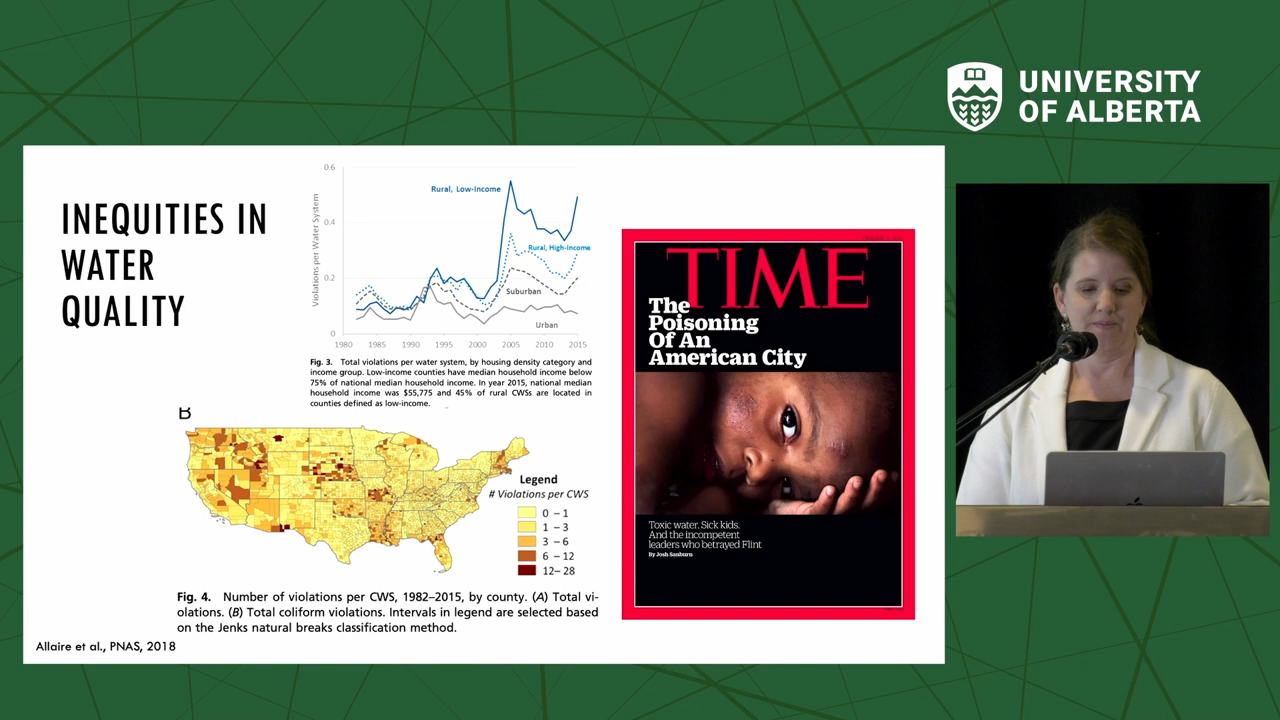 UNIVERSITY
OF ALBERTA
INEQUITIES IN
WATER
QUALITY
Violations per Water System
0.6
0.4
0.2
0
Rural, Low-Income
Rural, High-Income
Suburban
Urban
1980 1985 1990 1995 2000 2005 2010 2015
Fig. 3. Total violations per water system, by housing density category and
income group. Low-income counties have median household income below
75% of national median household income. In year 2015, national median
household income was $55,775 and 45% of rural CWSs are located in
counties defined as low-income.
B
Legend
# Violations per CWS
0 – 1
1 – 3
3 – 6
6 – 12
12– 28
Fig. 4. Number of violations per CWS, 1982–2015, by county. (A) Total vi-
olations. (B) Total coliform violations. Intervals in legend are selected based
on the Jenks natural breaks classification method.
Allaire et al., PNAS, 2018
TIME
The
Poisoning
Of An
American City
Toxic water. Sick kids.
And the incompetent
leaders who betrayed Flint
By Josh Sanburn